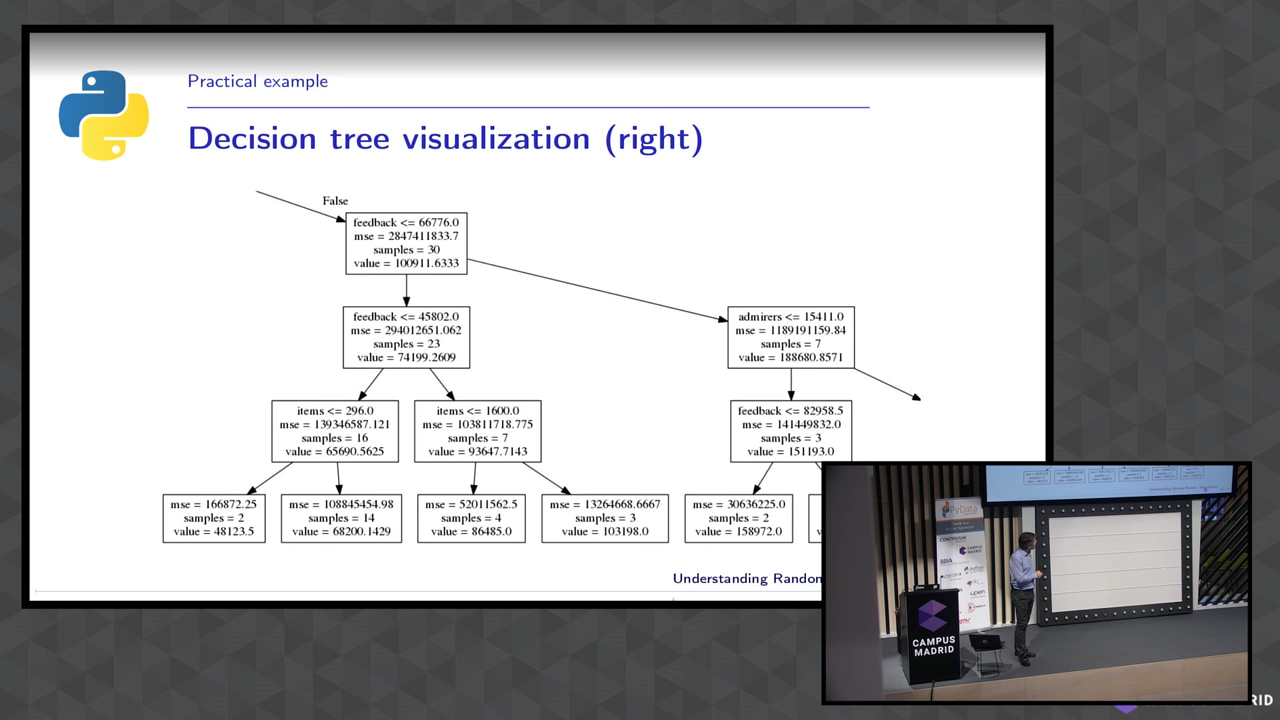 Practical example
Decision tree visualization (right)
False
feedback <= 66776.0
mse = 2847411833.7
samples = 30
value = 100911.6333
feedback <= 45802.0
mse = 294012651.062
samples = 23
value = 74199.2609
admirers <= 15411.0
mse = 1189191159.84
samples = 7
value = 188680.8571
items <= 296.0
mse = 139346587.121
samples = 16
value = 65690.5625
items <= 1600.0
mse = 103811718.775
samples = 7
value = 93647.7143
feedback <= 82958.5
mse = 141449832.0
samples = 3
value = 151193.0
mse = 166872.25
samples = 2
value = 48123.5
mse = 108845454.98
samples = 14
value = 68200.1429
mse = 52011562.5
samples = 4
value = 86485.0
mse = 13264668.6667
samples = 3
value = 103198.0
mse = 30636225.0
samples = 2
value = 158972.0
Understanding Random
PyData
CONTINUUM
CAMPUS MADRID
BBVA
CAMPUS
MADRID
RID